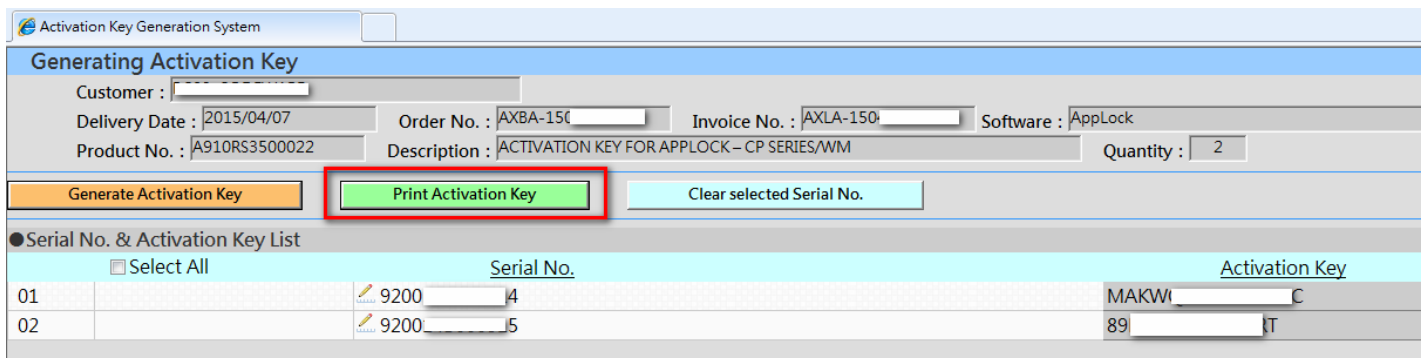 Activation Key Generation System
Generating Activation Key
Customer :
Delivery Date : 2015/04/07 Order No. : AXBA-150 Invoice No. : AXLA-150 Software : AppLock
Product No. : A910RS3500022 Description : ACTIVATION KEY FOR APPLOCK – CP SERIES/WM Quantity : 2
Generate Activation Key Print Activation Key Clear selected Serial No.
●Serial No. & Activation Key List
Select All Serial No. Activation Key
01 9200 4 MAKW C
02 9200 5 89 RT